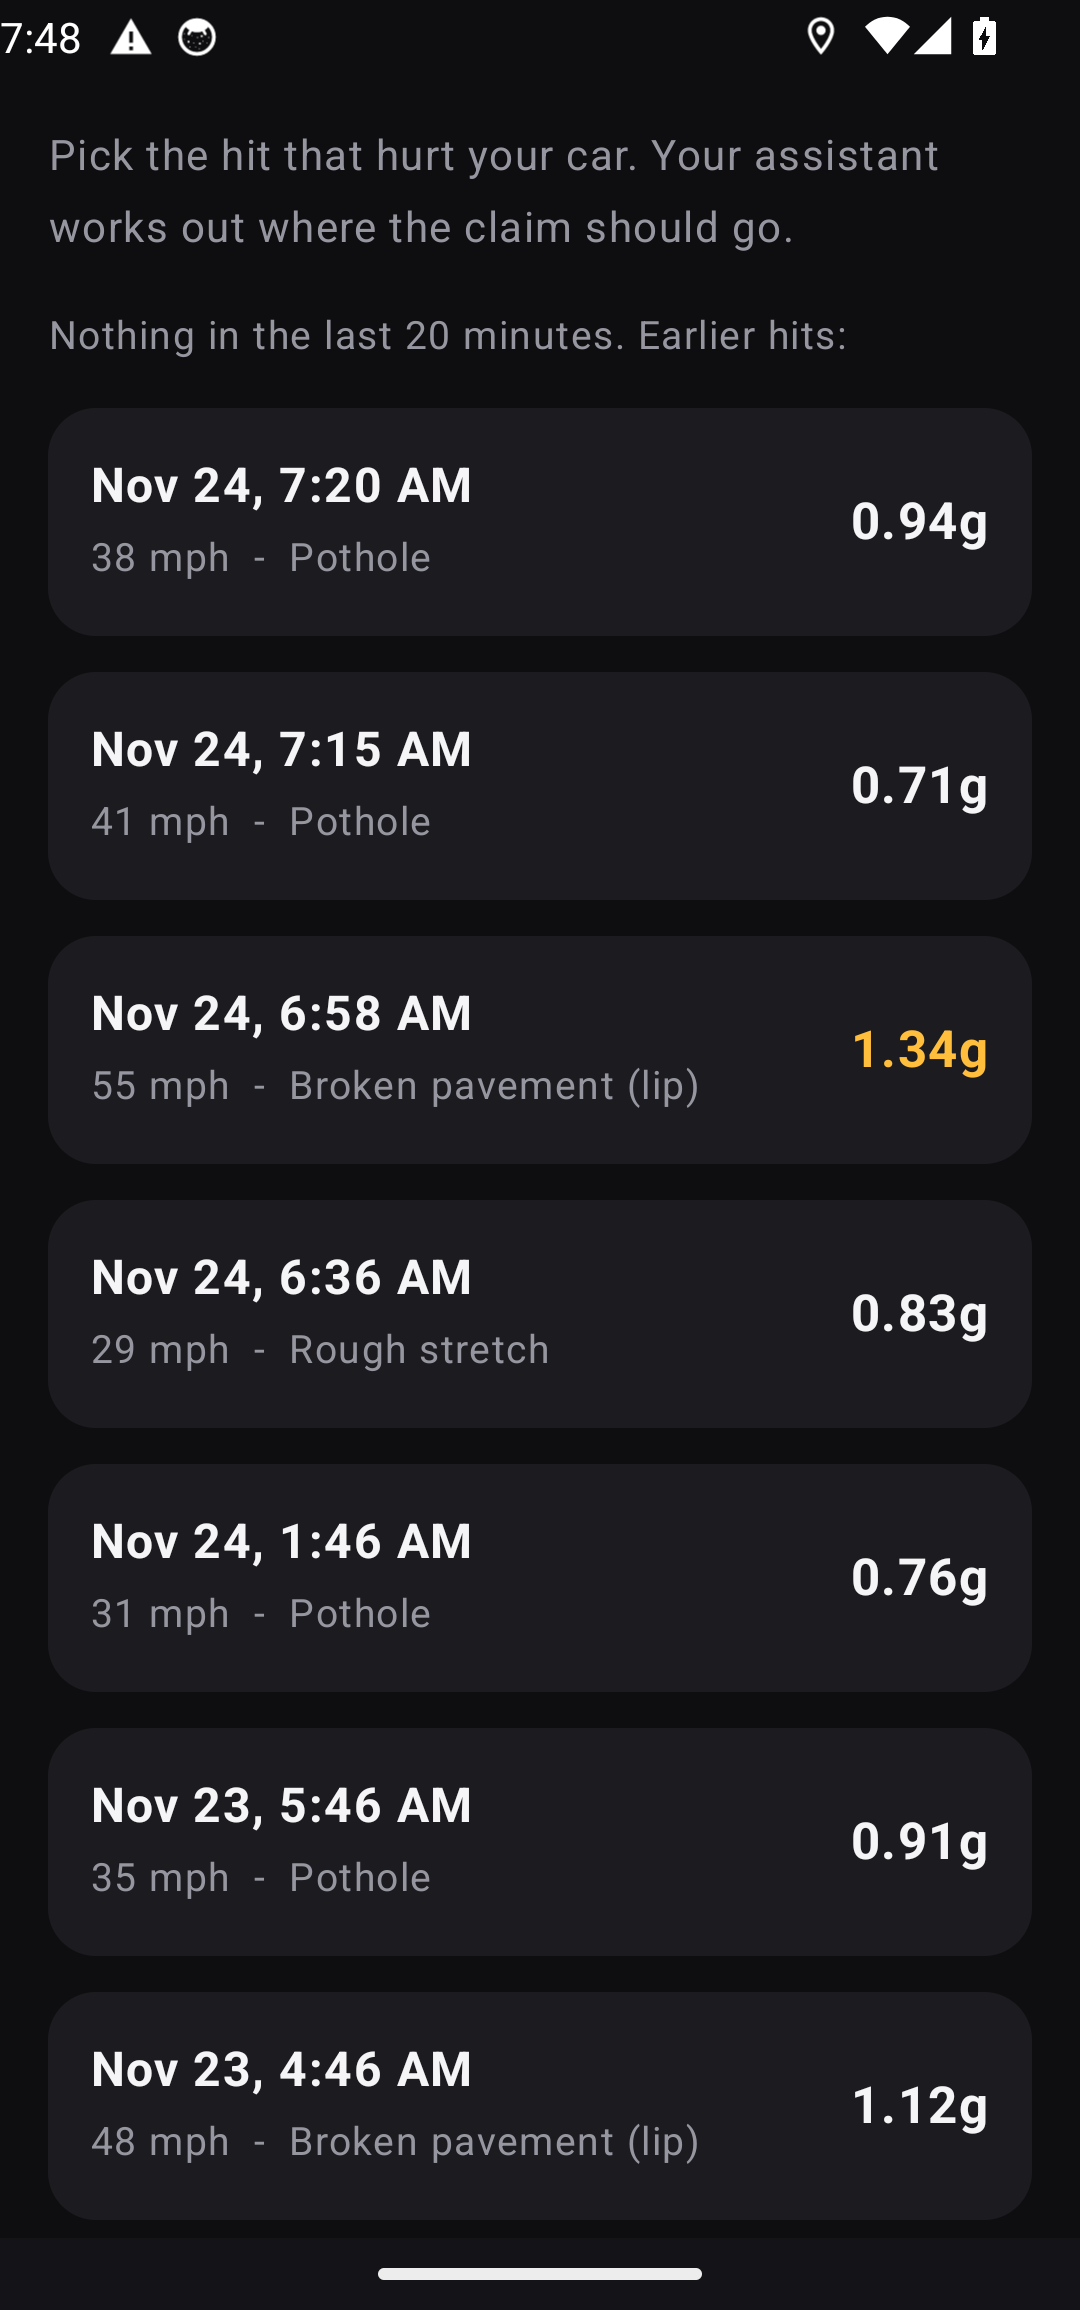 7:48
Pick the hit that hurt your car. Your assistant
works out where the claim should go.
Nothing in the last 20 minutes. Earlier hits:
Nov 24, 7:20 AM
38 mph - Pothole
0.94g
Nov 24, 7:15 AM
41 mph - Pothole
0.71g
Nov 24, 6:58 AM
55 mph - Broken pavement (lip)
1.34g
Nov 24, 6:36 AM
29 mph - Rough stretch
0.83g
Nov 24, 1:46 AM
31 mph - Pothole
0.76g
Nov 23, 5:46 AM
35 mph - Pothole
0.91g
Nov 23, 4:46 AM
48 mph - Broken pavement (lip)
1.12g